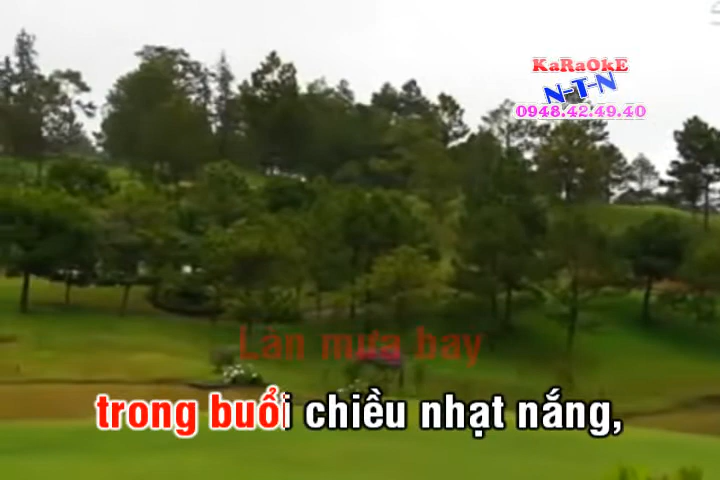 KaRaOkE
N-T-N
0948.42.49.40
Làn mưa bay
trong buổi chiều nhạt nắng,